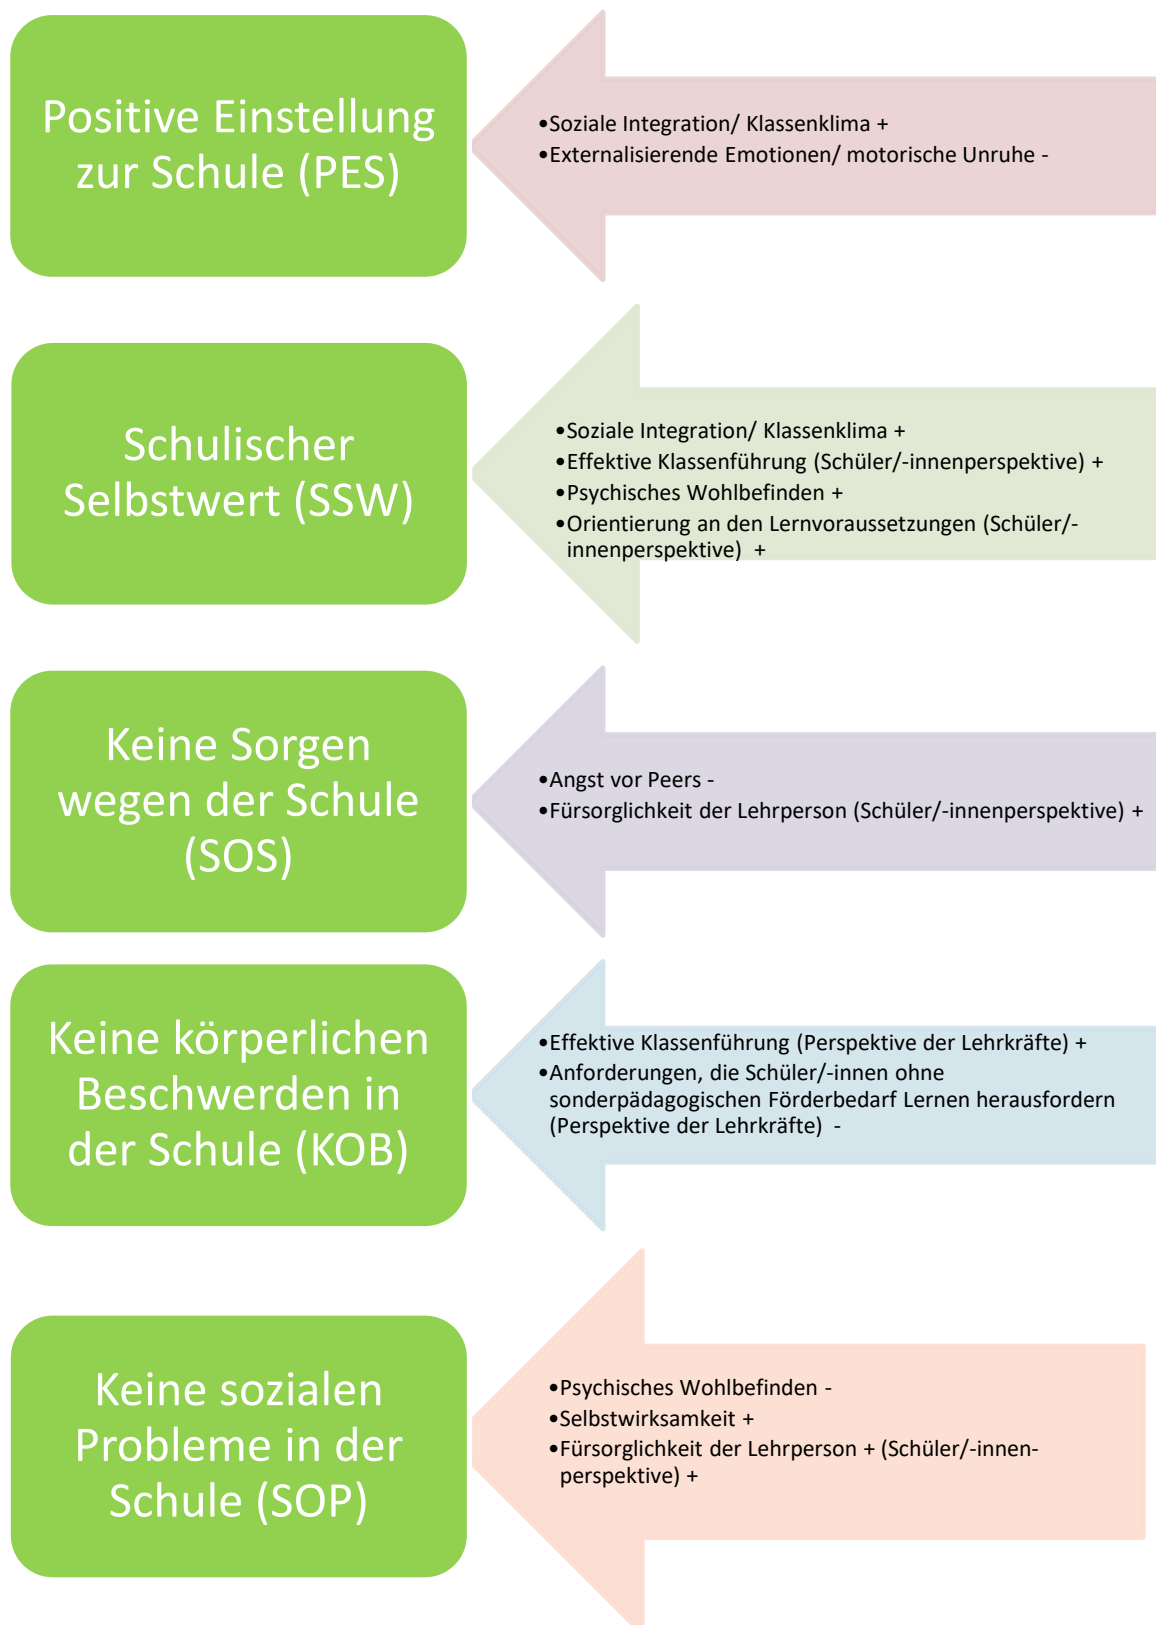 Positive Einstellung
zur Schule (PES)
•Soziale Integration/ Klassenklima +
•Externalisierende Emotionen/ motorische Unruhe -
Schulischer
Selbstwert (SSW)
•Soziale Integration/ Klassenklima +
•Effektive Klassenführung (Schüler/-innenperspektive) +
•Psychisches Wohlbefinden +
•Orientierung an den Lernvoraussetzungen (Schüler/-
innenperspektive)  +
Keine Sorgen
wegen der Schule
(SOS)
•Angst vor Peers -
•Fürsorglichkeit der Lehrperson (Schüler/-innenperspektive) +
Keine körperlichen
Beschwerden in
der Schule (KOB)
•Effektive Klassenführung (Perspektive der Lehrkräfte) +
•Anforderungen, die Schüler/-innen ohne
sonderpädagogischen Förderbedarf Lernen herausfordern
(Perspektive der Lehrkräfte)  -
Keine sozialen
Probleme in der
Schule (SOP)
•Psychisches Wohlbefinden -
•Selbstwirksamkeit +
•Fürsorglichkeit der Lehrperson + (Schüler/-innen-
perspektive) +